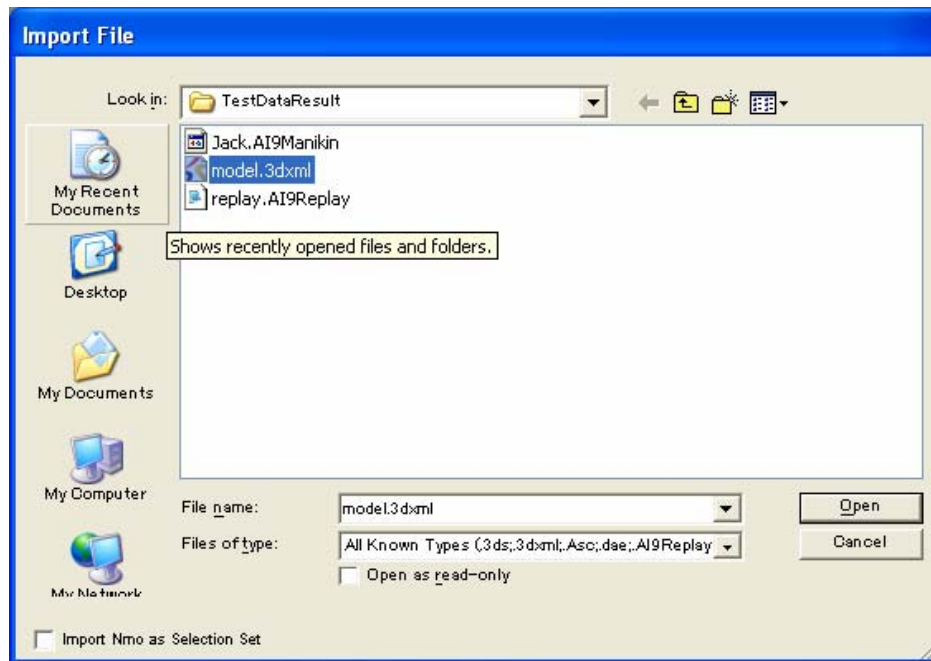 Import File
Look in:
TestDataResult
Jack.AI9Manikin
model.3dxml
replay.AI9Replay
My Recent
Documents
Shows recently opened files and folders.
Desktop
My Documents
My Computer
My Network
File name:
model.3dxml
Open
Files of type:
All Known Types (.3ds;.3dxml;.Asc;.dae;.AI9Replay
Cancel
Open as read-only
Import Nmo as Selection Set